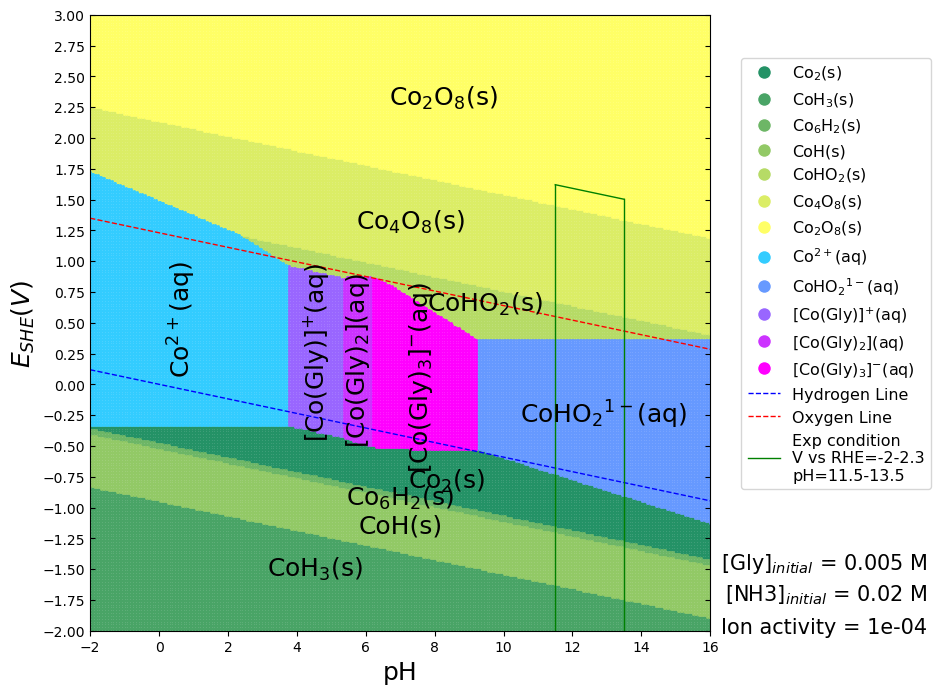 3.00
2.75
2.50
2.25
2.00
1.75
1.50
1.25
1.00
0.75
0.50
0.25
0.00
−0.25
−0.50
−0.75
−1.00
−1.25
−1.50
−1.75
−2.00
E_SHE(V)
−2 0 2 4 6 8 10 12 14 16
pH
Co₂O₈(s)
Co₄O₈(s)
CoHO₂(s)
Co²⁺(aq)
[Co(Gly)]⁺(aq)
[Co(Gly)₂](aq)
[Co(Gly)₃]⁻(aq)
CoHO₂¹⁻(aq)
Co₂(s)
Co₆H₂(s)
CoH(s)
CoH₃(s)
Co₂(s)
CoH₃(s)
Co₆H₂(s)
CoH(s)
CoHO₂(s)
Co₄O₈(s)
Co₂O₈(s)
Co²⁺(aq)
CoHO₂¹⁻(aq)
[Co(Gly)]⁺(aq)
[Co(Gly)₂](aq)
[Co(Gly)₃]⁻(aq)
Hydrogen Line
Oxygen Line
Exp condition
V vs RHE=-2-2.3
pH=11.5-13.5
[Gly]_initial = 0.005 M
[NH3]_initial = 0.02 M
Ion activity = 1e-04